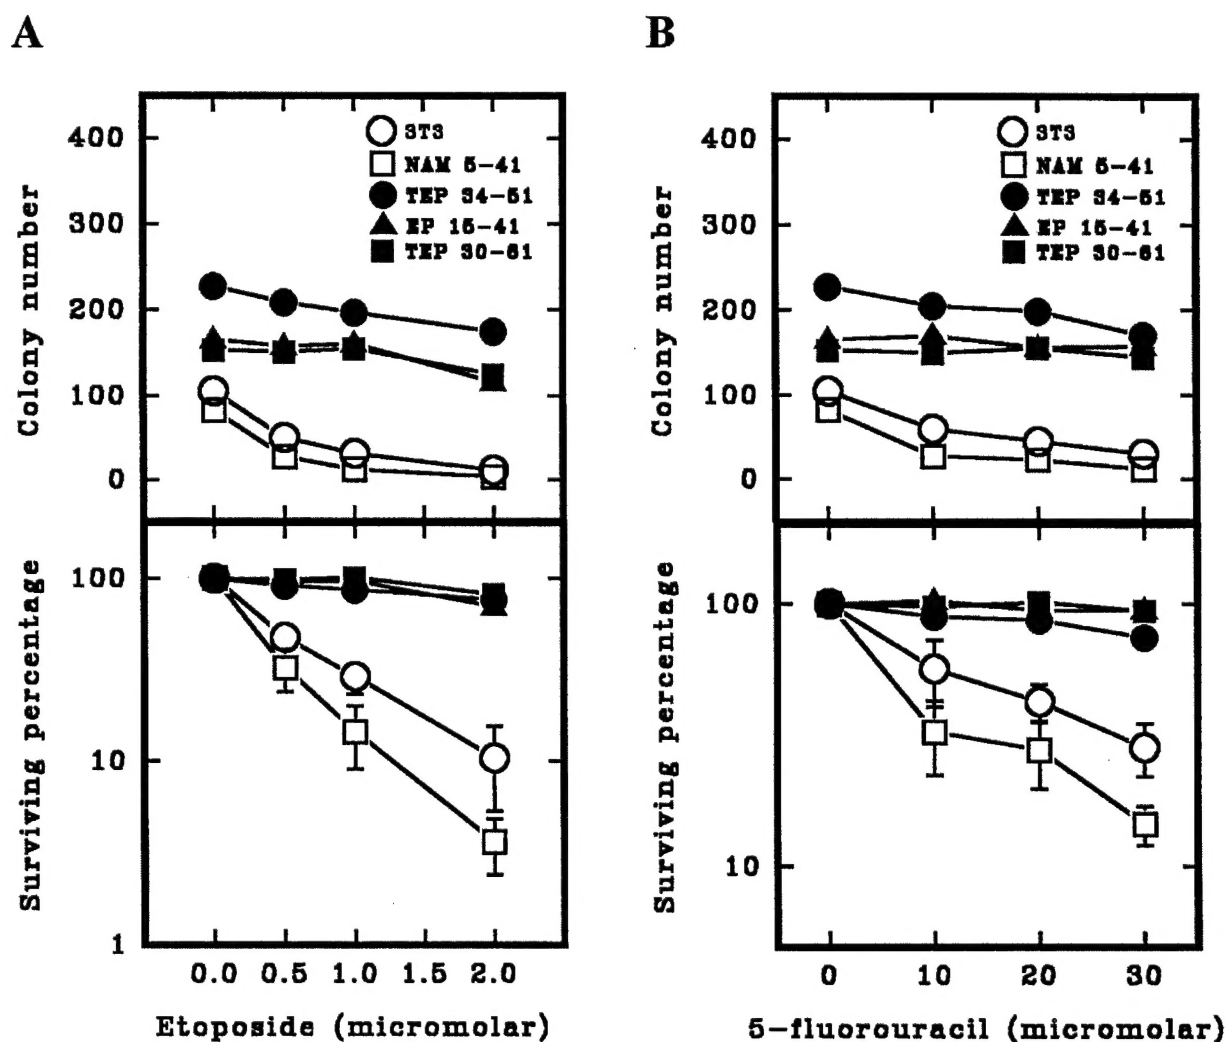 A
B
Colony number
400
300
200
100
0
3T3
NAM 5-41
TEP 34-51
EP 15-41
TEP 30-61
Surviving percentage
100
10
1
0.0 0.5 1.0 2.0
Etoposide (micromolar)
Colony number
400
300
200
100
0
3T3
NAM 5-41
TEP 34-51
EP 15-41
TEP 30-61
Surviving percentage
100
10
0 10 20 30
5-fluorouracil (micromolar)